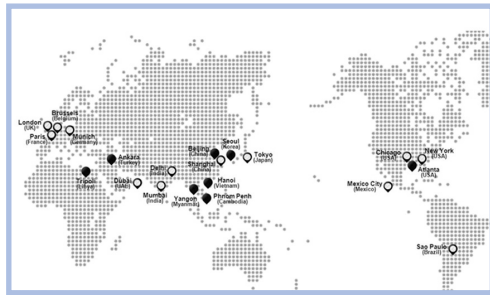 Brussels
(Belgium)
London
(UK)
Paris
(France)
Munich
(Germany)
Ankara
(Turkey)
Tripoli
(Libya)
Dubai
(UAE)
Delhi
(India)
Mumbai
(India)
Beijing
(China)
Seoul
(Korea)
Shanghai
(China)
Tokyo
(Japan)
Hanoi
(Vietnam)
Yangon
(Myanmar)
Phnom Penh
(Cambodia)
Chicago
(USA)
New York
(USA)
Atlanta
(USA)
Mexico City
(Mexico)
Sao Paulo
(Brazil)